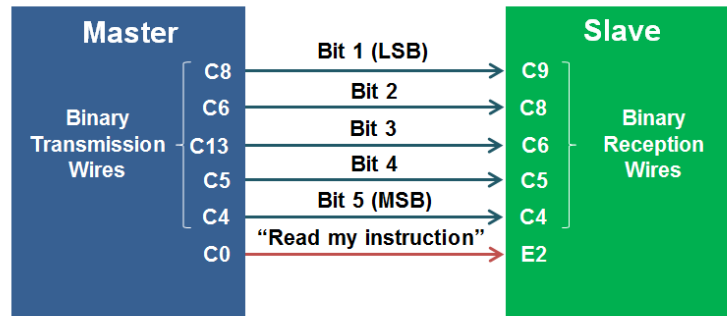 Master
Slave
Bit 1 (LSB)
C8
C9
Bit 2
C6
C8
Binary
Transmission
Wires
Bit 3
C13
C6
Binary
Reception
Wires
Bit 4
C5
C5
Bit 5 (MSB)
C4
C4
“Read my instruction”
C0
E2